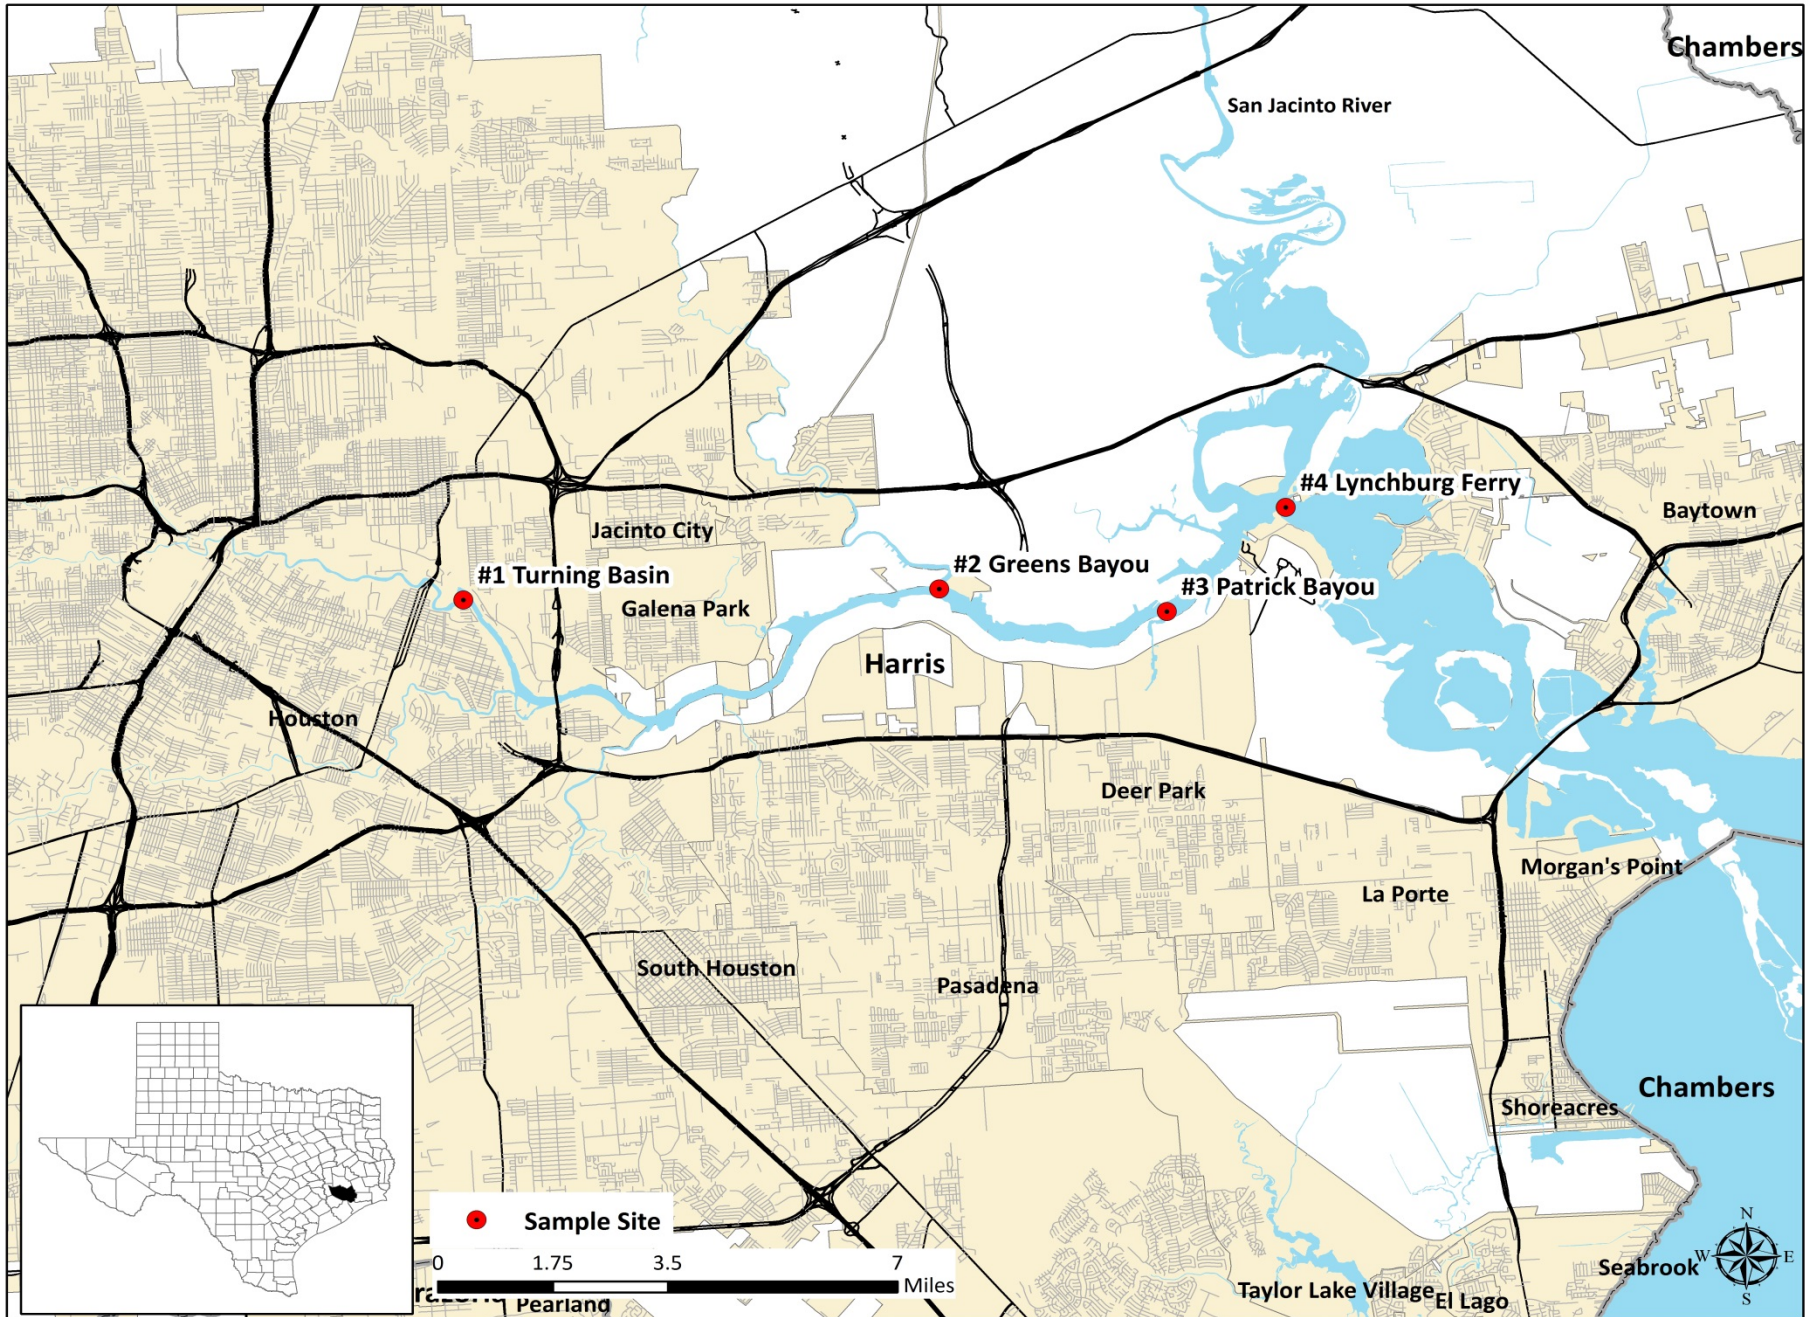 Chambers
San Jacinto River
#4 Lynchburg Ferry
Baytown
Jacinto City
#2 Greens Bayou
#1 Turning Basin
#3 Patrick Bayou
Galena Park
Harris
Houston
Deer Park
Morgan's Point
La Porte
South Houston
Pasadena
Chambers
Shoreacres
N
W
E
S
Sample Site
0
1.75
3.5
7
Miles
Seabrook
Taylor Lake Village
El Lago
Pearland